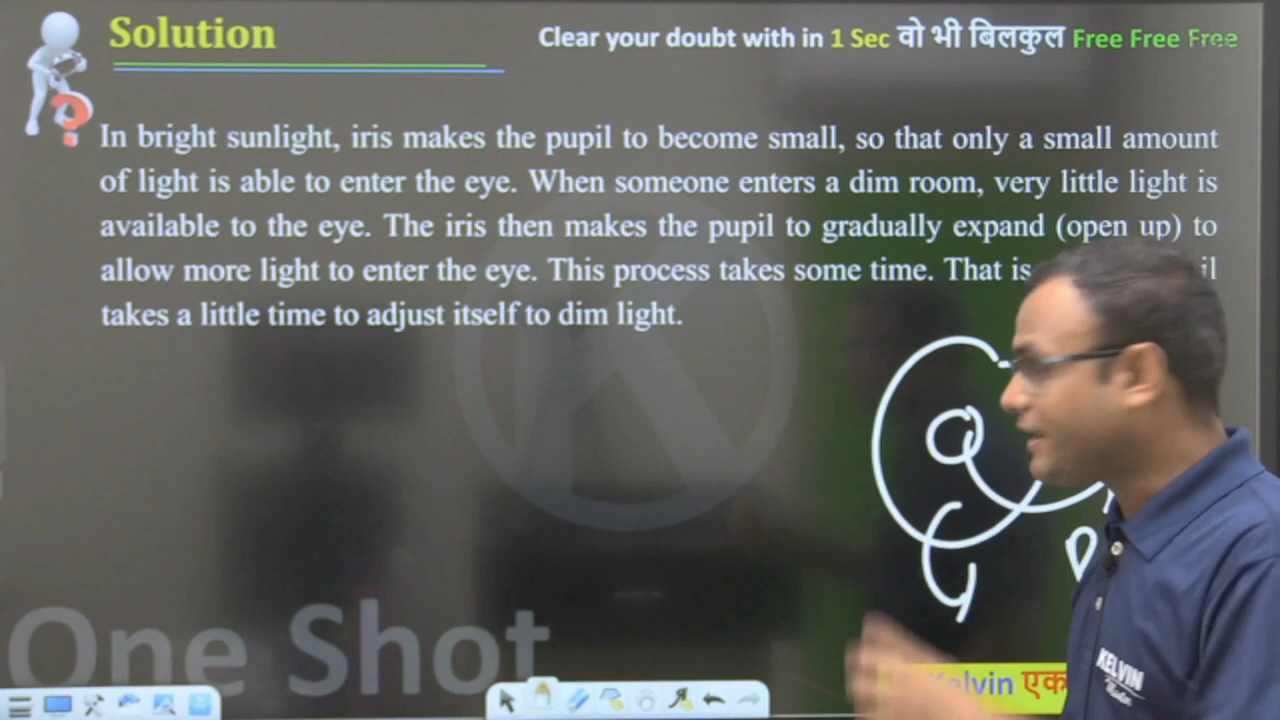 Solution
Clear your doubt with in 1 Sec वो भी बिलकुल Free Free Free
In bright sunlight, iris makes the pupil to become small, so that only a small amount
of light is able to enter the eye. When someone enters a dim room, very little light is
available to the eye. The iris then makes the pupil to gradually expand (open up) to
allow more light to enter the eye. This process takes some time. That is
takes a little time to adjust itself to dim light.
One Shot
Kelvin एक
KELVIN